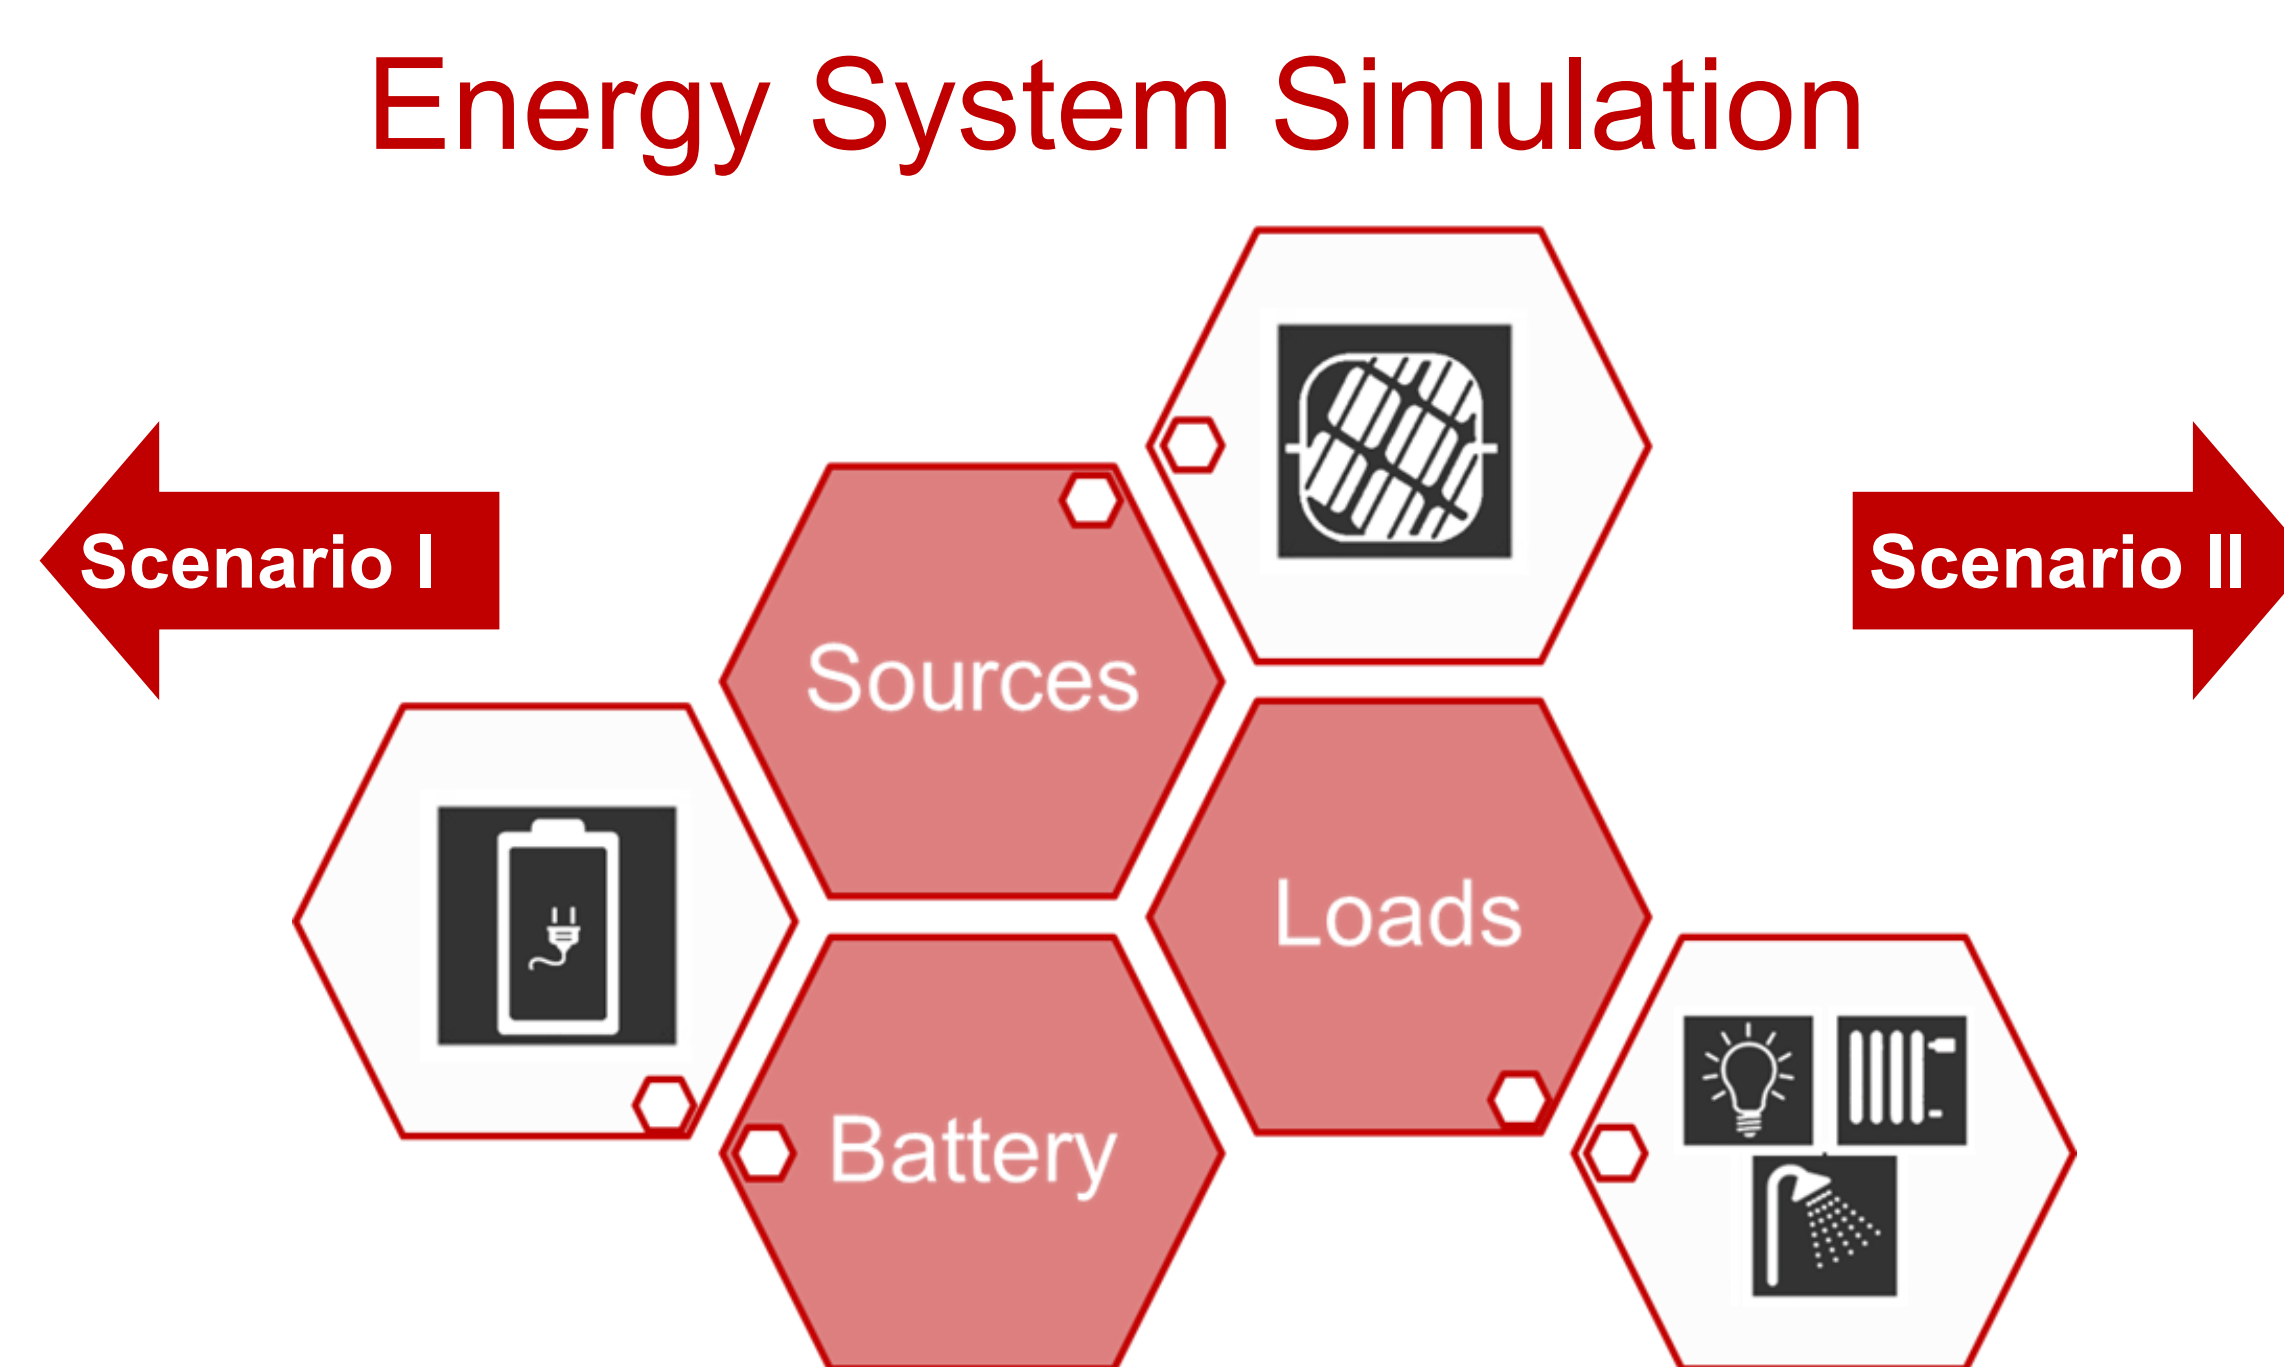 Energy System Simulation
Scenario I
Scenario II
Sources
Loads
Battery